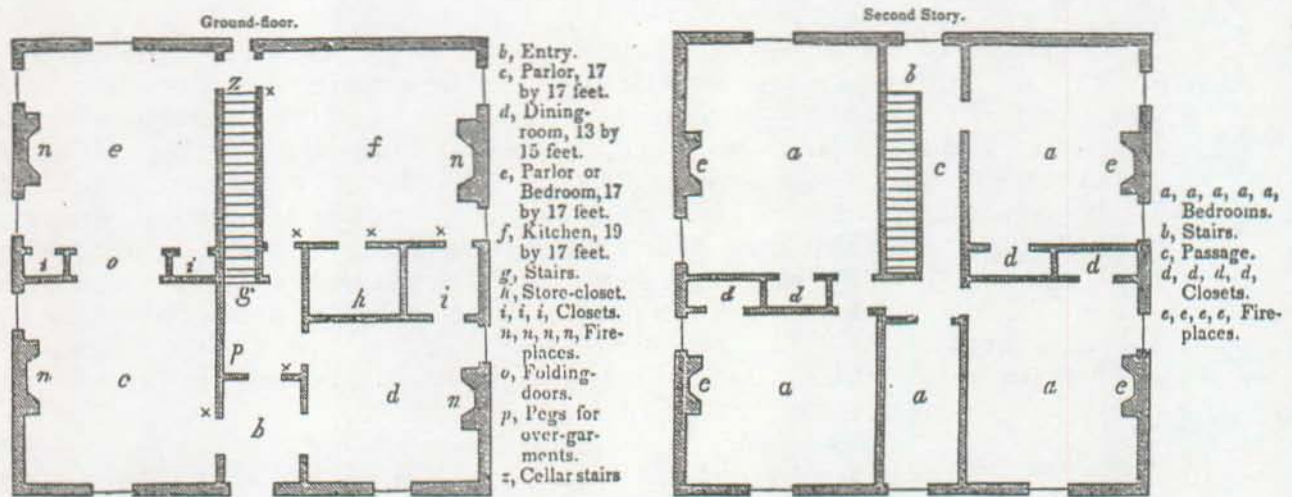 Ground-floor.
z
n e f n
i o i
g h i
p
n c d n
b
b, Entry.
c, Parlor, 17
by 17 feet.
d, Dining-
room, 13 by
15 feet.
e, Parlor or
Bedroom, 17
by 17 feet.
f, Kitchen, 19
by 17 feet.
g, Stairs.
h, Store-closet.
i, i, i, Closets.
n, n, n, n, Fire-
places.
o, Folding-
doors.
p, Pegs for
over-gar-
ments.
z, Cellar stairs
Second Story.
b
e a c a e
d d
d d
e a a a e
a, a, a, a, a,
Bedrooms.
b, Stairs.
c, Passage.
d, d, d, d,
Closets.
e, e, e, e, Fire-
places.